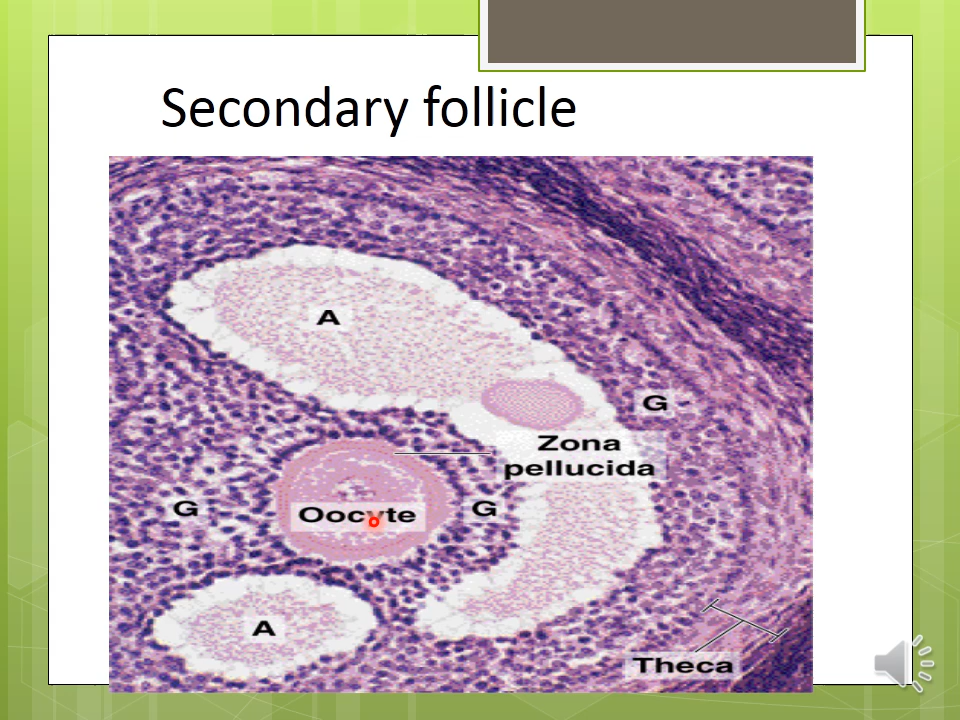 Secondary follicle
A
G
Zona
pellucida
G
Oocyte
G
A
Theca